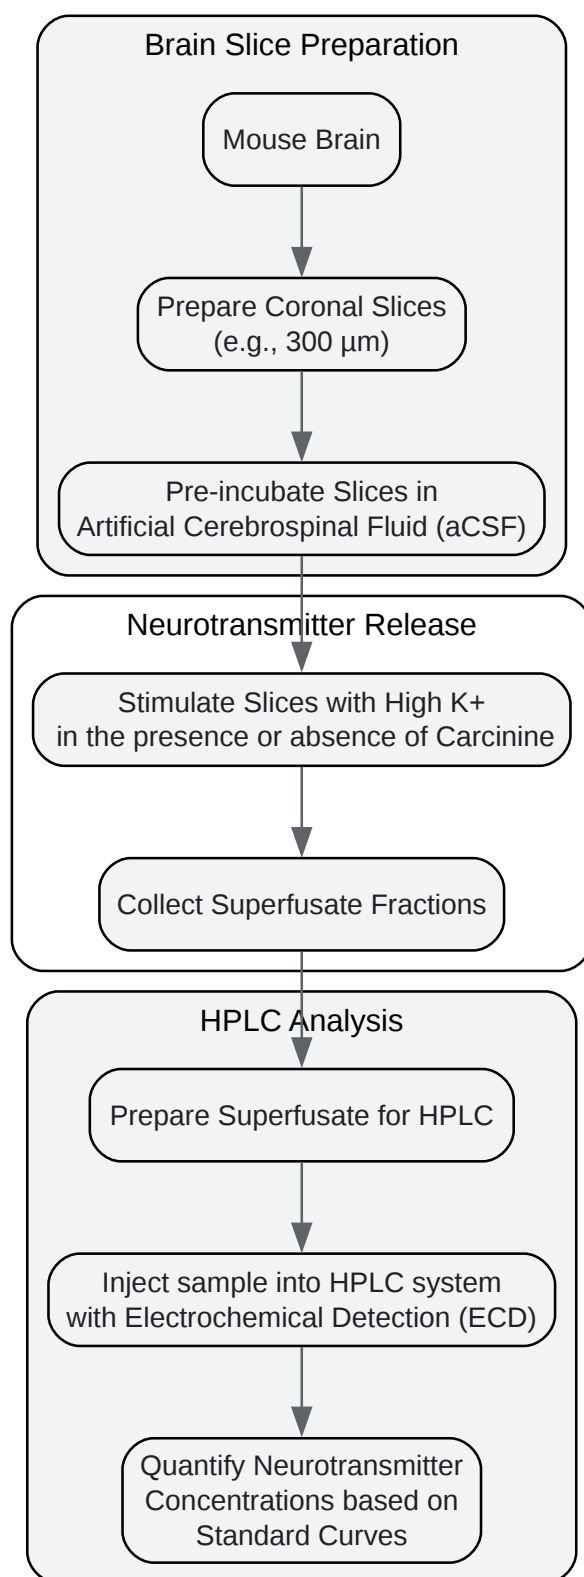 Brain Slice Preparation
Mouse Brain
Prepare Coronal Slices
(e.g., 300 µm)
Pre-incubate Slices in
Artificial Cerebrospinal Fluid (aCSF)
Neurotransmitter Release
Stimulate Slices with High K+
in the presence or absence of Carcinine
Collect Superfusate Fractions
HPLC Analysis
Prepare Superfusate for HPLC
Inject sample into HPLC system
with Electrochemical Detection (ECD)
Quantify Neurotransmitter
Concentrations based on
Standard Curves